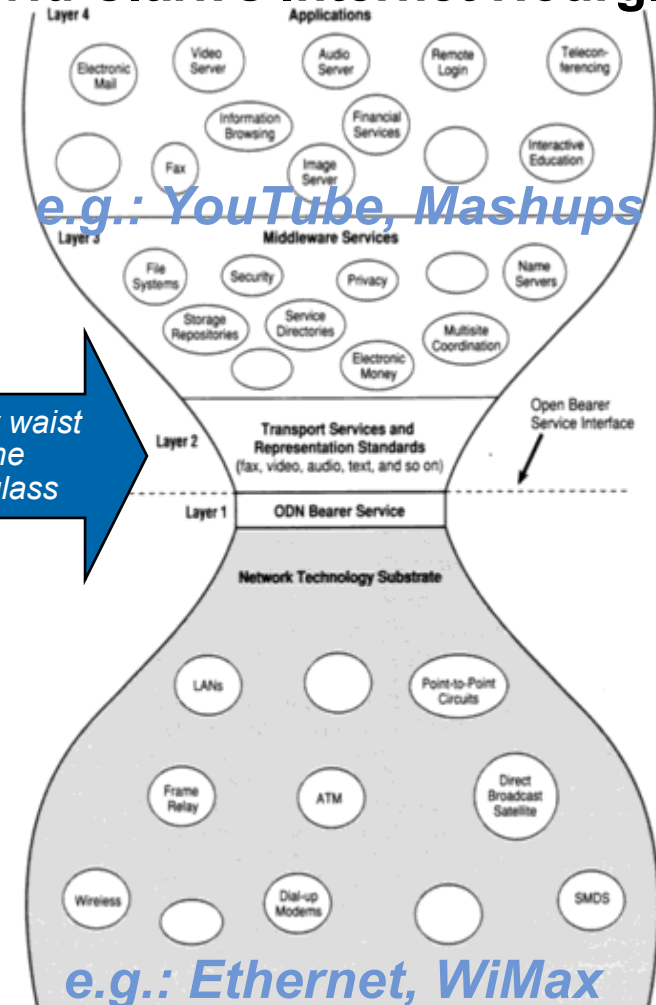 Internet Hourgl
Layer 4
Applications
Electronic
Mail
Video
Server
Audio
Server
Remote
Login
Telecon-
ferencing
Information
Browsing
Financial
Services
Fax
Image
Server
Interactive
Education
e.g.: YouTube, Mashups
Layer 3
Middleware Services
File
Systems
Security
Privacy
Name
Servers
Storage
Repositories
Service
Directories
Multisite
Coordination
Electronic
Money
waist
lass
Layer 2
Transport Services and
Representation Standards
(fax, video, audio, text, and so on)
Open Bearer
Service Interface
Layer 1
ODN Bearer Service
Network Technology Substrate
LANs
Point-to-Point
Circuits
Frame
Relay
ATM
Direct
Broadcast
Satellite
Wireless
Dial-up
Modems
SMDS
e.g.: Ethernet, WiMax